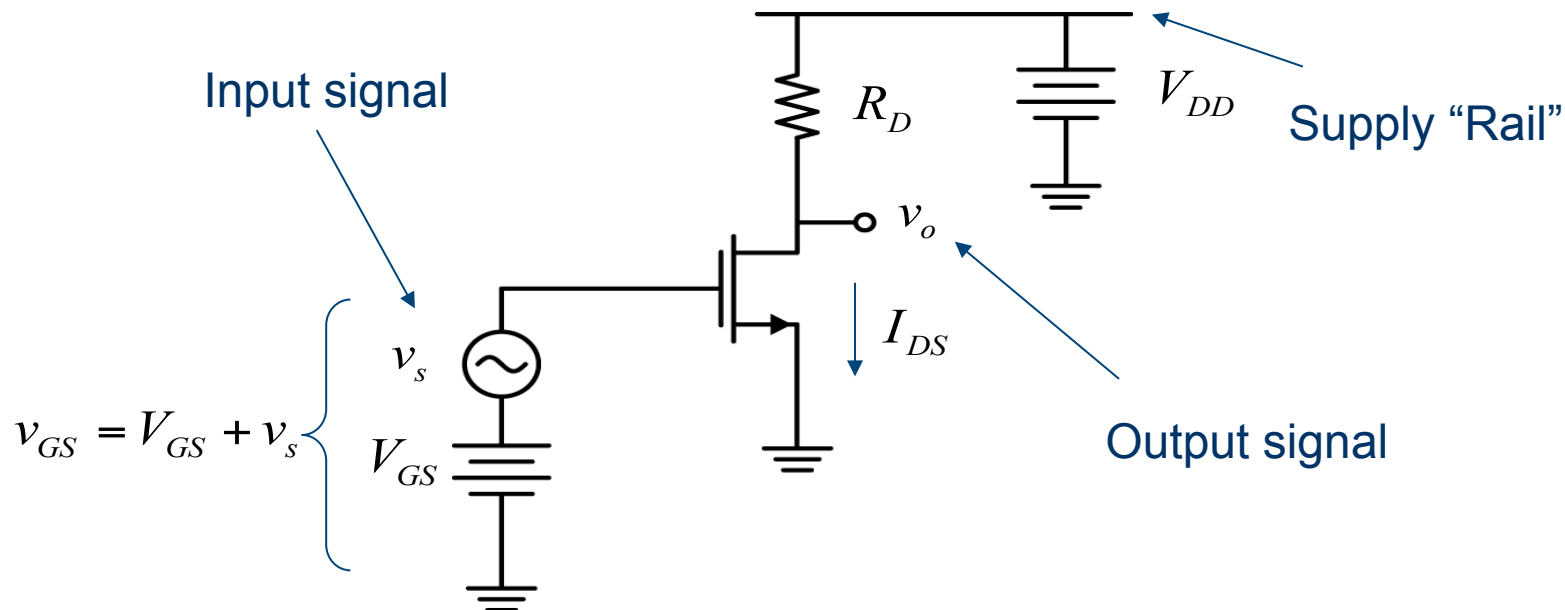 Input signal
R_D
V_DD
Supply “Rail”
v_o
I_DS
v_s
v_GS = V_GS + v_s
V_GS
Output signal